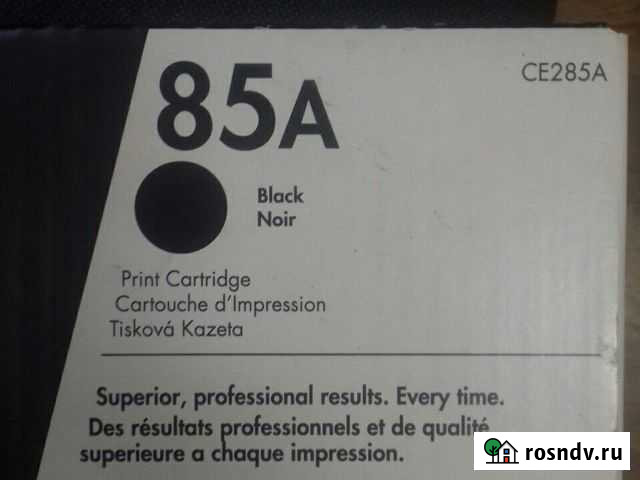 85A
CE285A
Black
Noir
Print Cartridge
Cartouche d'Impression
Tisková Kazeta
Superior, professional results. Every time.
Des résultats professionnels et de qualité
superieure a chaque impression.
rosndv.ru